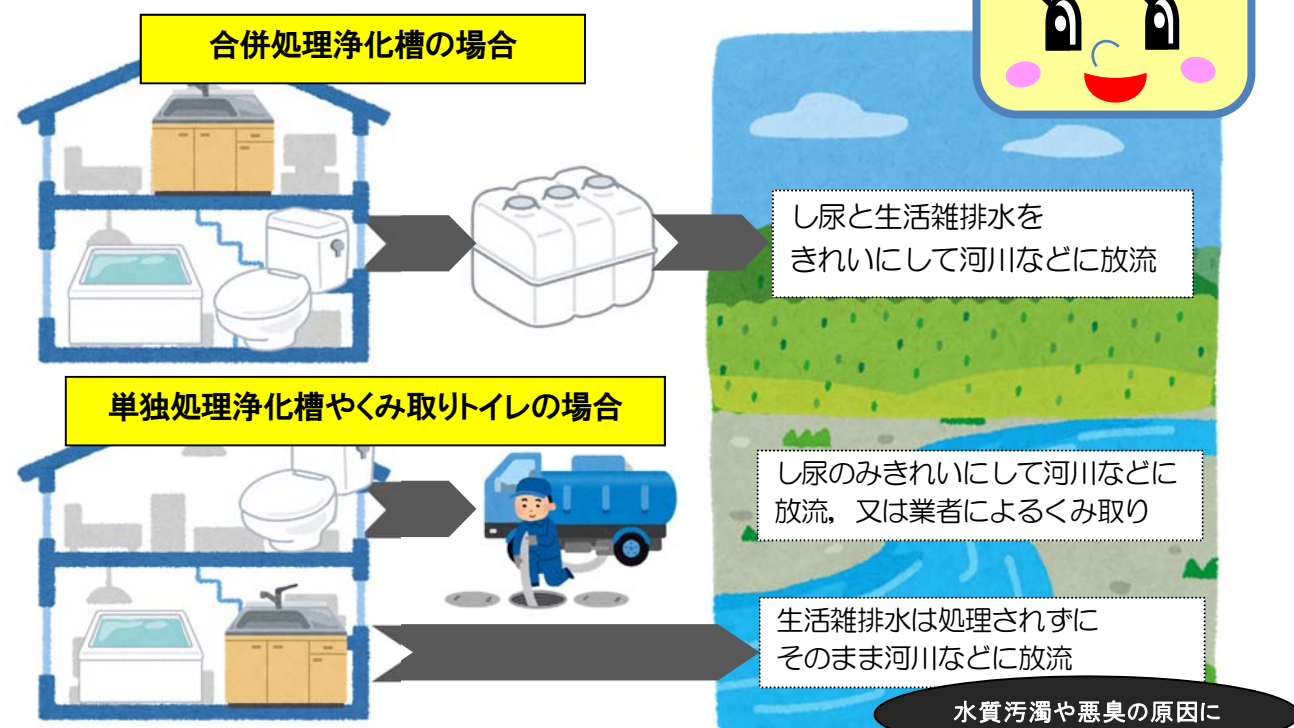 合併処理浄化槽の場合
し尿と生活雑排水を
きれいにして河川などに放流
単独処理浄化槽やくみ取りトイレの場合
し尿のみきれいにして河川などに
放流，又は業者によるくみ取り
生活雑排水は処理されずに
そのまま河川などに放流
水質汚濁や悪臭の原因に